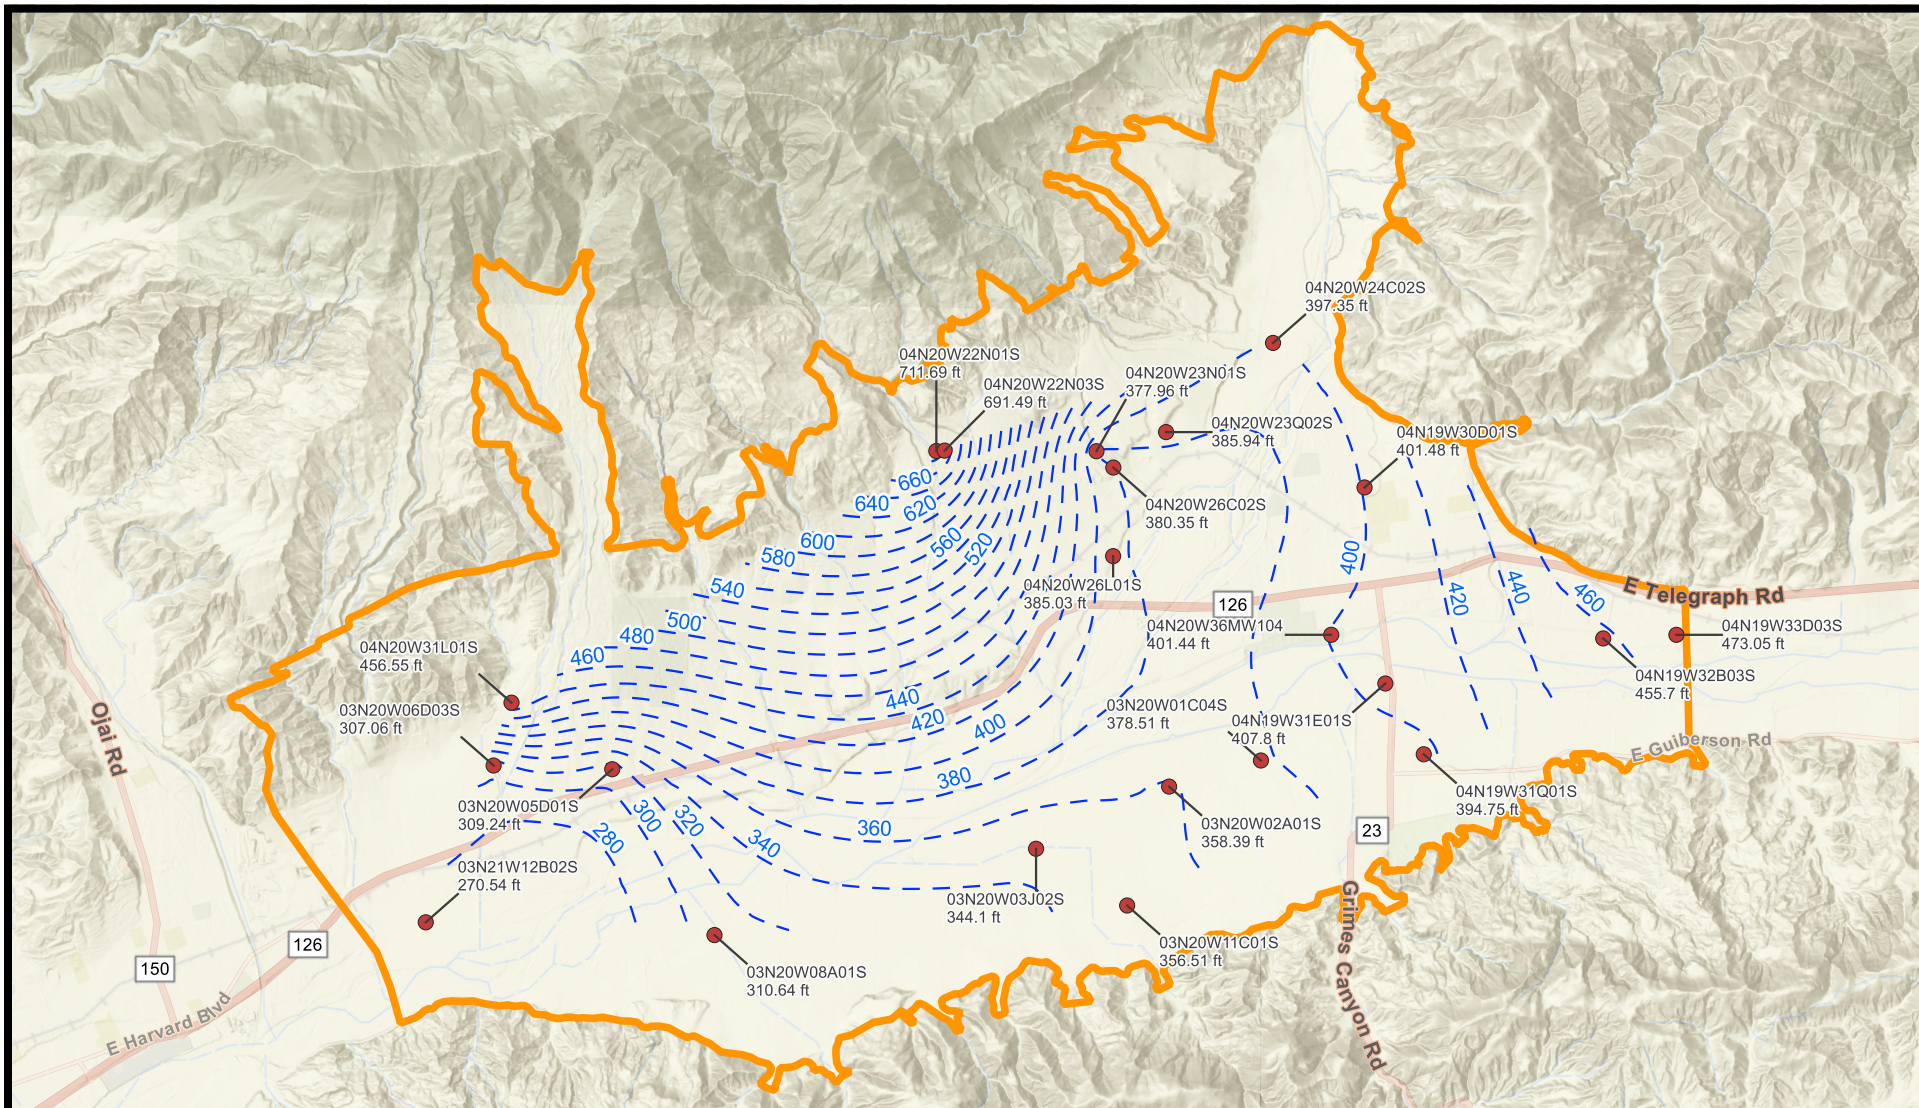 04N20W24C02S
397.35 ft
04N20W22N01S
711.69 ft
04N20W22N03S
691.49 ft
04N20W23N01S
377.96 ft
04N20W23Q02S
385.94 ft
04N19W30D01S
401.48 ft
660
640
620
04N20W26C02S
380.35 ft
600
560
520
580
400
540
04N20W26L01S
385.03 ft
420
440
460
E Telegraph Rd
126
500
480
04N20W36MW104
401.44 ft
04N19W33D03S
473.05 ft
460
04N20W31L01S
456.55 ft
04N19W32B03S
455.7 ft
440
420
400
03N20W06D03S
307.06 ft
03N20W01C04S
378.51 ft
04N19W31E01S
407.8 ft
Ojai Rd
E Guiberson Rd
380
03N20W05D01S
309.24 ft
04N19W31Q01S
394.75 ft
300
320
280
340
360
03N20W02A01S
358.39 ft
23
03N21W12B02S
270.54 ft
03N20W03J02S
344.1 ft
Grimes Canyon Rd
126
150
03N20W11C01S
356.51 ft
03N20W08A01S
310.64 ft
E Harvard Blvd